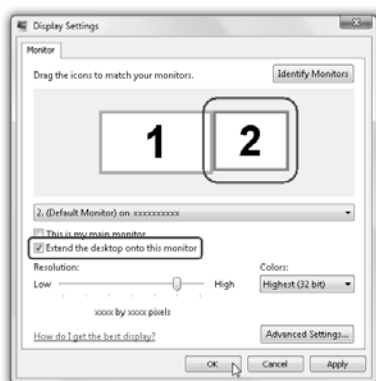 Display Settings
Monitor
Drag the icons to match your monitors.
Identify Monitors
1
2
2. (Default Monitor) on xxxxxxxxxx
This is my main monitor
Extend the desktop onto this monitor
Resolution:
Colors:
Low
High
Highest (32 bit)
xxxx by xxxx pixels
How do I get the best display?
Advanced Settings...
OK
Cancel
Apply